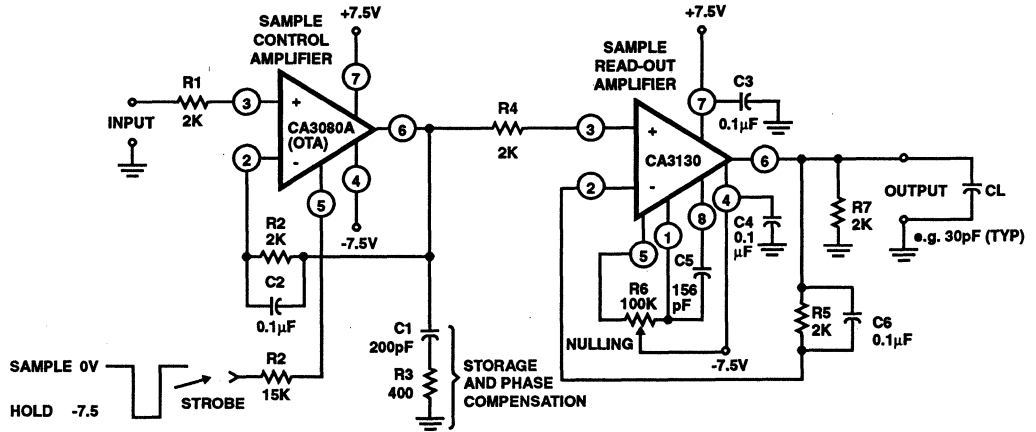 +7.5V
SAMPLE
CONTROL
AMPLIFIER
7
R1
2K
3
+
INPUT
CA3080A
(OTA)
6
2
-
4
5
-7.5V
R2
2K
C2
0.1μF
C1
200pF
R3
400
STORAGE
AND PHASE
COMPENSATION
SAMPLE 0V
HOLD -7.5
STROBE
R2
15K
R4
2K
+7.5V
SAMPLE
READ-OUT
AMPLIFIER
7
C3
0.1μF
3
+
CA3130
6
2
-
4
8
1
5
C4
0.1
μF
C5
156
pF
R6
100K
NULLING
-7.5V
OUTPUT
CL
R7
2K
e.g. 30pF (TYP)
R5
2K
C6
0.1μF